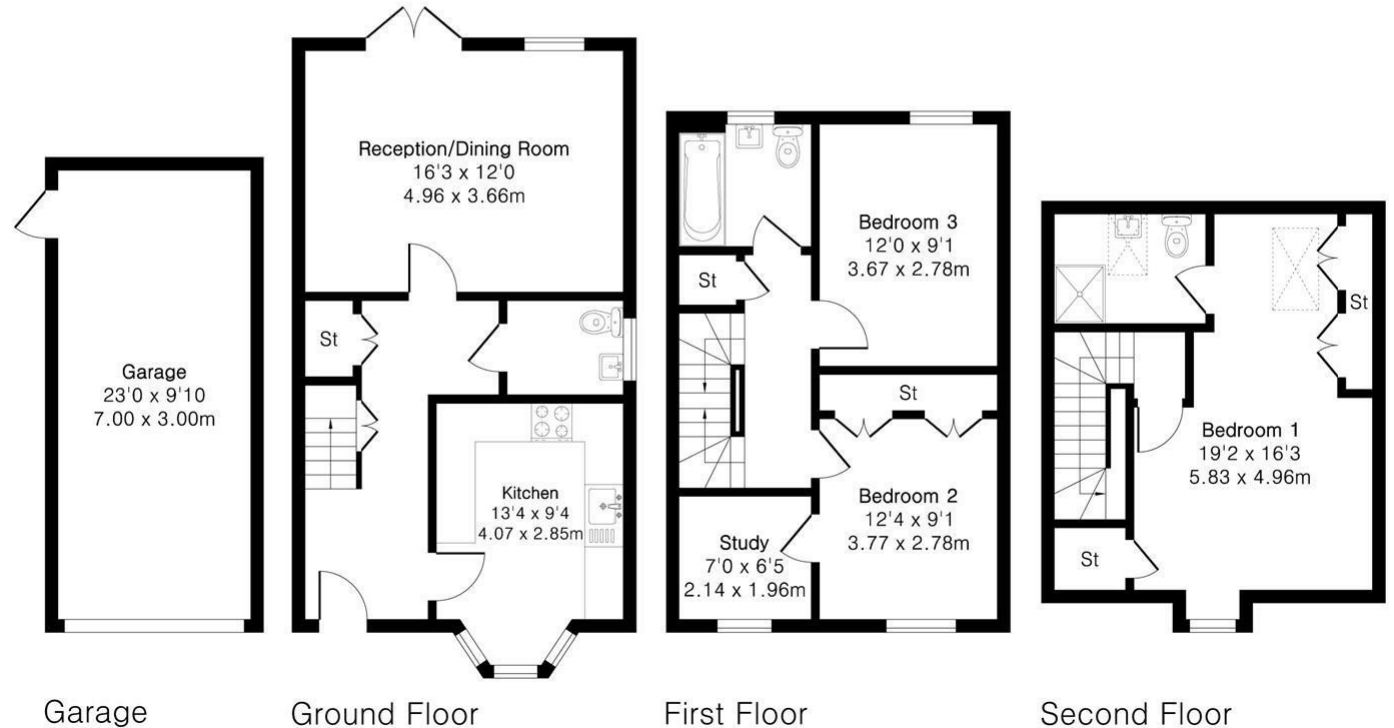 Reception/Dining Room
16'3 x 12'0
4.96 x 3.66m
St
Garage
23'0 x 9'10
7.00 x 3.00m
Kitchen
13'4 x 9'4
4.07 x 2.85m
St
Bedroom 3
12'0 x 9'1
3.67 x 2.78m
St
Bedroom 2
12'4 x 9'1
3.77 x 2.78m
Study
7'0 x 6'5
2.14 x 1.96m
St
Bedroom 1
19'2 x 16'3
5.83 x 4.96m
St
Garage
Ground Floor
First Floor
Second Floor